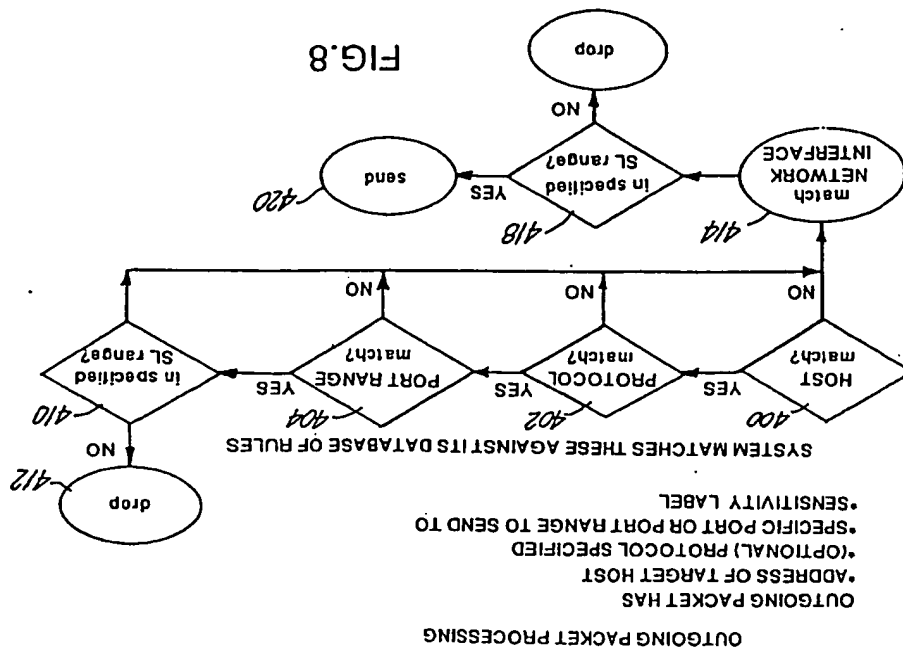 OUTGOING PACKET PROCESSING
OUTGOING PACKET HAS
*ADDRESS OF TARGET HOST
*(OPTIONAL) PROTOCOL SPECIFIED
*SPECIFIC PORT OR PORT RANGE TO SEND TO
*SENSITIVITY LABEL
SYSTEM MATCHES THESE AGAINST ITS DATABASE OF RULES
drop
412
NO
400
HOST
match?
YES
NO
402
PROTOCOL
match?
YES
NO
404
PORT RANGE
match?
YES
NO
410
in specified
SL range?
414
match
NETWORK
INTERFACE
418
in specified
SL range?
YES
NO
send
420
drop
FIG.8